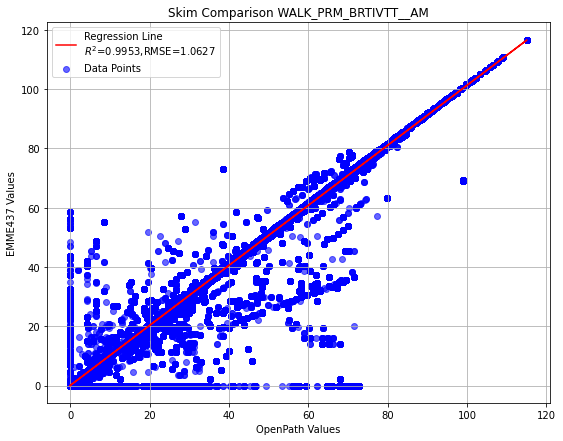 Skim Comparison WALK_PRM_BRTIVTT__AM
Regression Line
R²=0.9953,RMSE=1.0627
Data Points
120
100
80
60
40
20
0
EMME437 Values
0 20 40 60 80 100 120
OpenPath Values